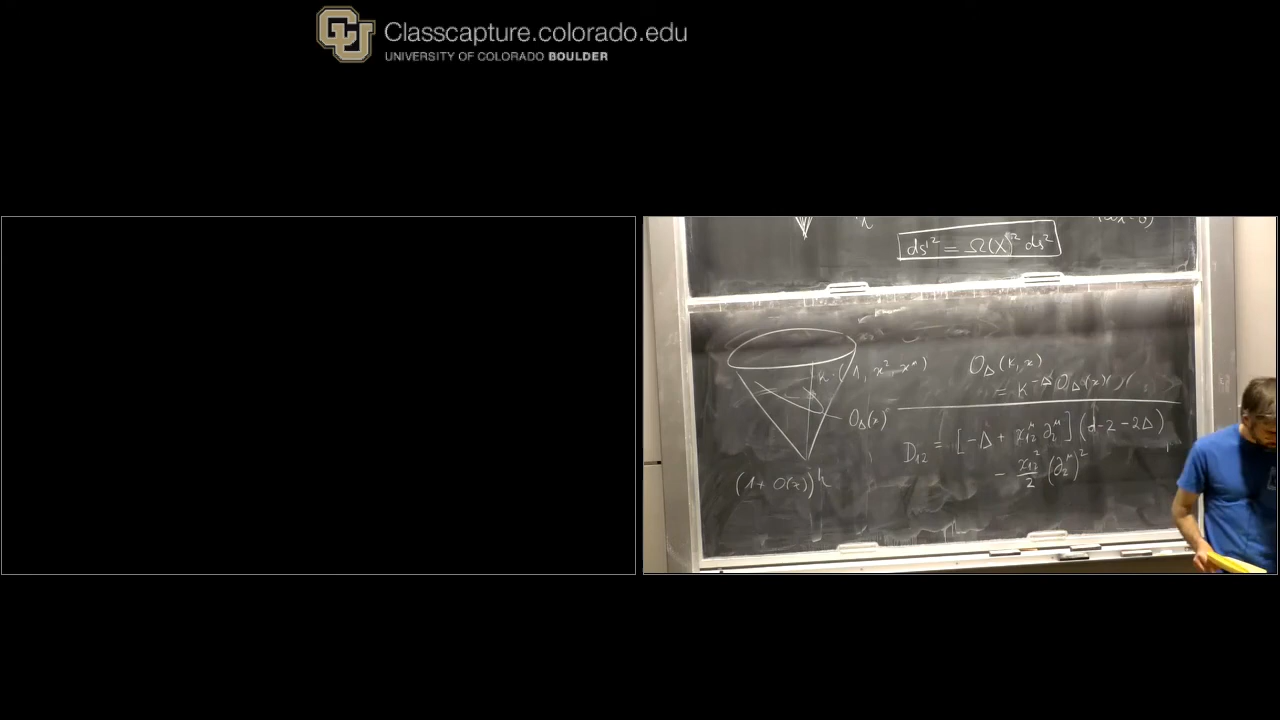 Classcapture.colorado.edu
UNIVERSITY OF COLORADO BOULDER
ds'² = Ω(X)² ds²
κ·(1, x², x^μ)
O_Δ(κ, x)
= κ^{-Δ} O_Δ(x)
O_Δ(x)
D₁₂ = [-Δ + x₁₂^μ ∂₂^μ](d-2-2Δ)
- x₁₂²/2 (∂₂^μ)²